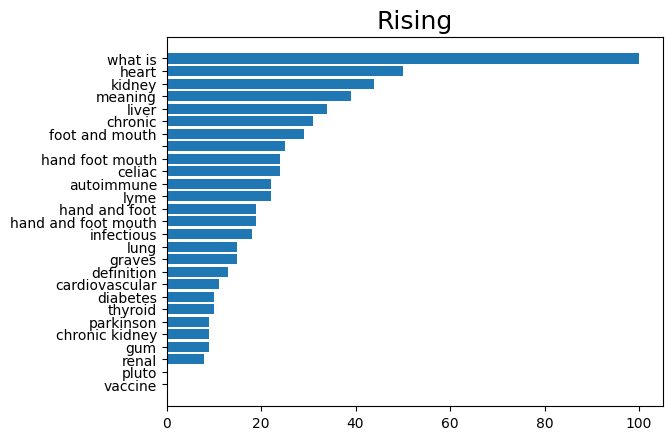 Rising
what is
heart
kidney
meaning
liver
chronic
foot and mouth
hand foot mouth
celiac
autoimmune
lyme
hand and foot
hand and foot mouth
infectious
lung
graves
definition
cardiovascular
diabetes
thyroid
parkinson
chronic kidney
gum
renal
pluto
vaccine
0 20 40 60 80 100